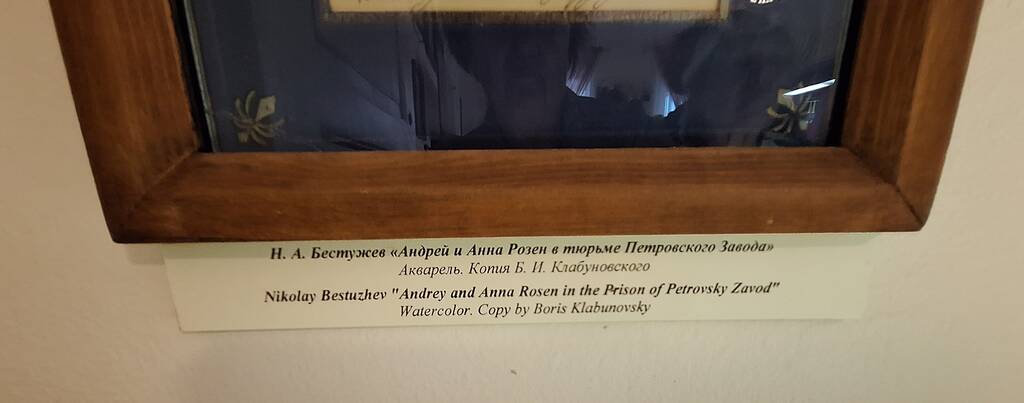 Н. А. Бестужев «Андрей и Анна Розен в тюрьме Петровского Завода»
Акварель. Копия Б. И. Клабуновского
Nikolay Bestuzhev "Andrey and Anna Rosen in the Prison of Petrovsky Zavod"
Watercolor. Copy by Boris Klabunovsky